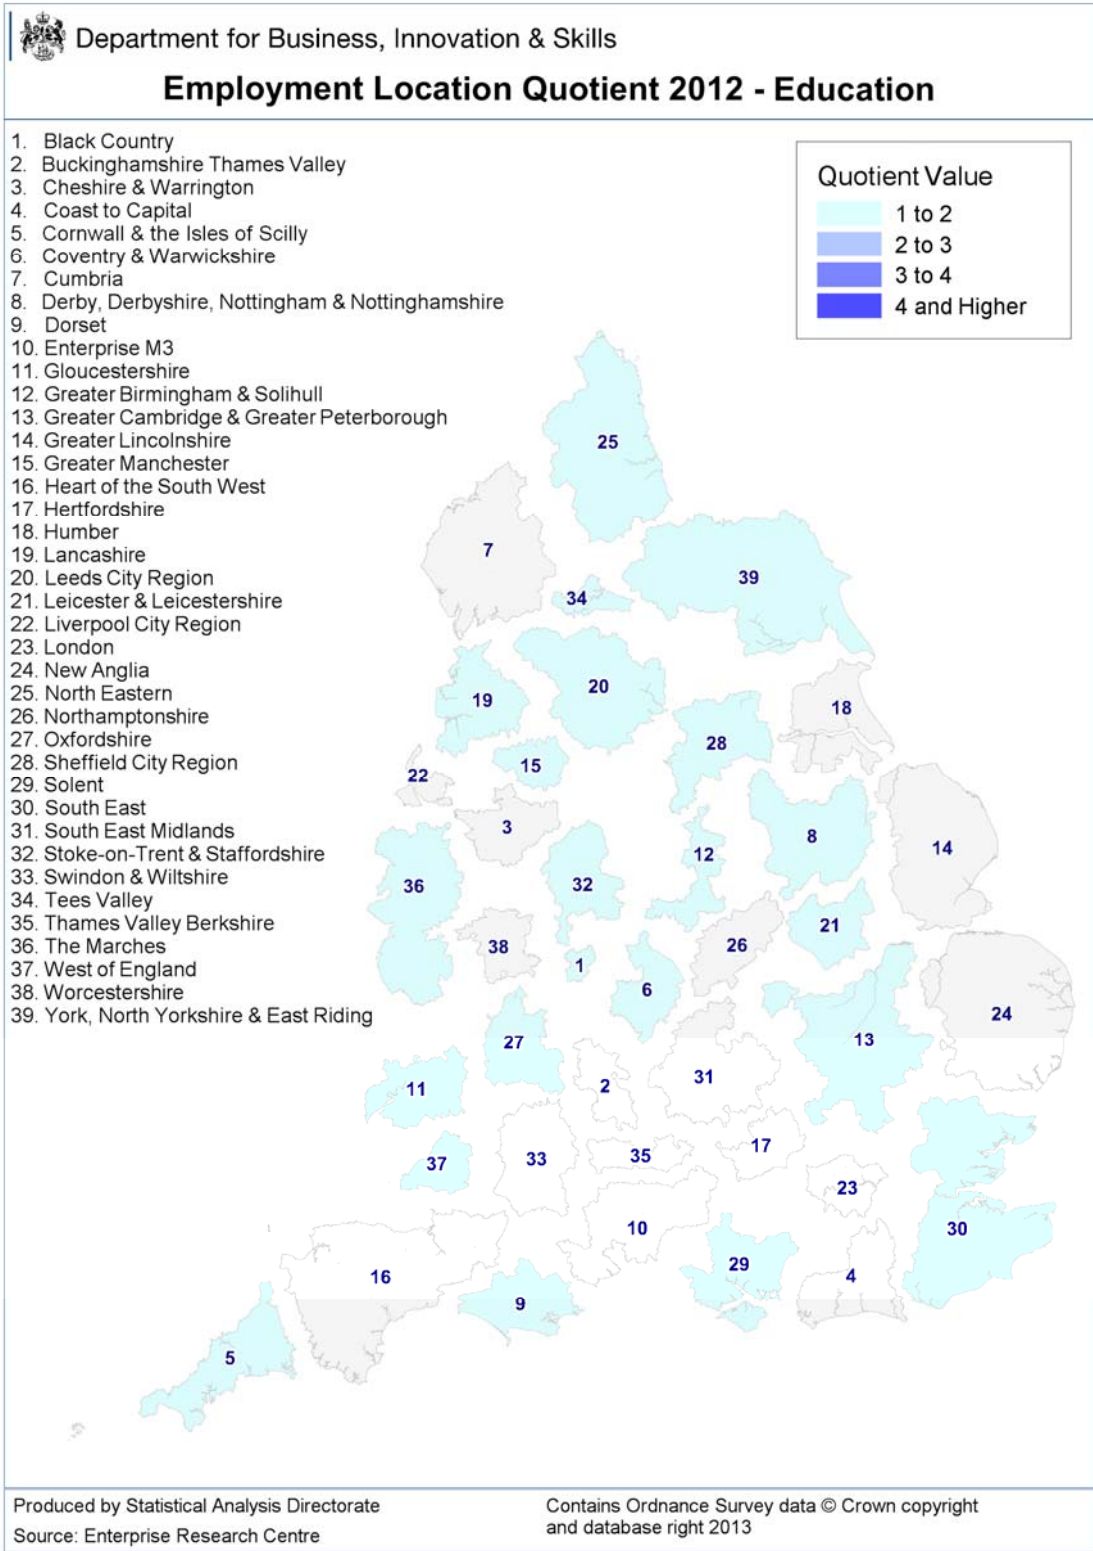 Department for Business, Innovation & Skills
Employment Location Quotient 2012 - Education
1. Black Country
2. Buckinghamshire Thames Valley
3. Cheshire & Warrington
4. Coast to Capital
5. Cornwall & the Isles of Scilly
6. Coventry & Warwickshire
7. Cumbria
8. Derby, Derbyshire, Nottingham & Nottinghamshire
9. Dorset
10. Enterprise M3
11. Gloucestershire
12. Greater Birmingham & Solihull
13. Greater Cambridge & Greater Peterborough
14. Greater Lincolnshire
15. Greater Manchester
16. Heart of the South West
17. Hertfordshire
18. Humber
19. Lancashire
20. Leeds City Region
21. Leicester & Leicestershire
22. Liverpool City Region
23. London
24. New Anglia
25. North Eastern
26. Northamptonshire
27. Oxfordshire
28. Sheffield City Region
29. Solent
30. South East
31. South East Midlands
32. Stoke-on-Trent & Staffordshire
33. Swindon & Wiltshire
34. Tees Valley
35. Thames Valley Berkshire
36. The Marches
37. West of England
38. Worcestershire
39. York, North Yorkshire & East Riding
Quotient Value
1 to 2
2 to 3
3 to 4
4 and Higher
25
7
39
34
20
19
18
28
15
22
3
8
14
12
36
32
21
26
38
1
6
24
13
27
31
2
11
17
35
33
37
23
10
30
29
4
16
9
5
Produced by Statistical Analysis Directorate
Source: Enterprise Research Centre
Contains Ordnance Survey data © Crown copyright
and database right 2013